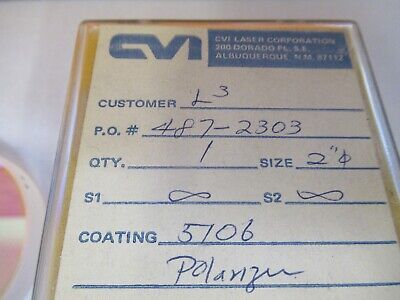 CVI CVI LASER CORPORATION
200 DORADO PL. S.E.
ALBUQUERQUE, N.M. 87112
CUSTOMER L³
P.O. # 487-2303
QTY. 1 SIZE 2"φ
S1 ∞ S2 ∞
COATING 5106
Polarizer